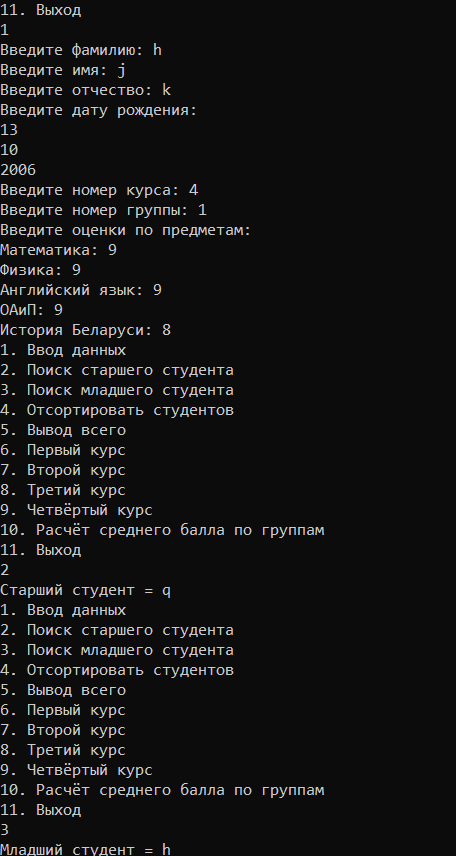 11. Выход
1
Введите фамилию: h
Введите имя: j
Введите отчество: k
Введите дату рождения:
13
10
2006
Введите номер курса: 4
Введите номер группы: 1
Введите оценки по предметам:
Математика: 9
Физика: 9
Английский язык: 9
ОАиП: 9
История Беларуси: 8
1. Ввод данных
2. Поиск старшего студента
3. Поиск младшего студента
4. Отсортировать студентов
5. Вывод всего
6. Первый курс
7. Второй курс
8. Третий курс
9. Четвёртый курс
10. Расчёт среднего балла по группам
11. Выход
2
Старший студент = q
1. Ввод данных
2. Поиск старшего студента
3. Поиск младшего студента
4. Отсортировать студентов
5. Вывод всего
6. Первый курс
7. Второй курс
8. Третий курс
9. Четвёртый курс
10. Расчёт среднего балла по группам
11. Выход
3
Младший студент = h